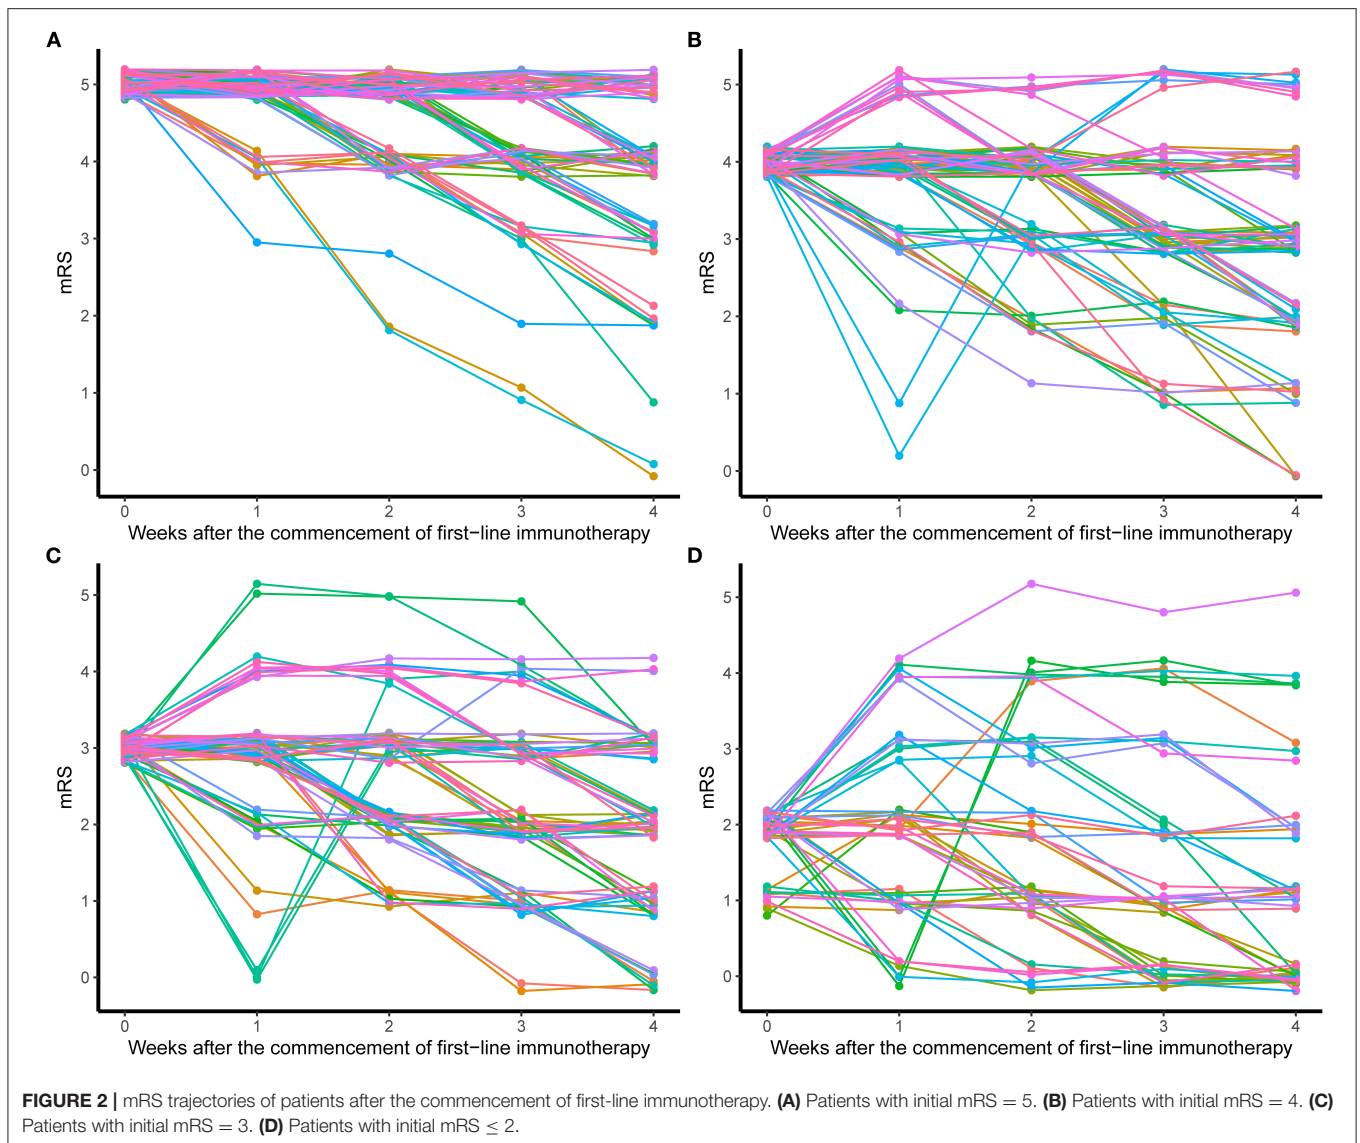 A
B
5
4
3
2
1
0
mRS
0 1 2 3 4
Weeks after the commencement of first−line immunotherapy
5
4
3
2
1
0
mRS
0 1 2 3 4
Weeks after the commencement of first−line immunotherapy
C
D
5
4
3
2
1
0
mRS
0 1 2 3 4
Weeks after the commencement of first−line immunotherapy
5
4
3
2
1
0
mRS
0 1 2 3 4
Weeks after the commencement of first−line immunotherapy
FIGURE 2 | mRS trajectories of patients after the commencement of first-line immunotherapy. (A) Patients with initial mRS = 5. (B) Patients with initial mRS = 4. (C)
Patients with initial mRS = 3. (D) Patients with initial mRS ≤ 2.